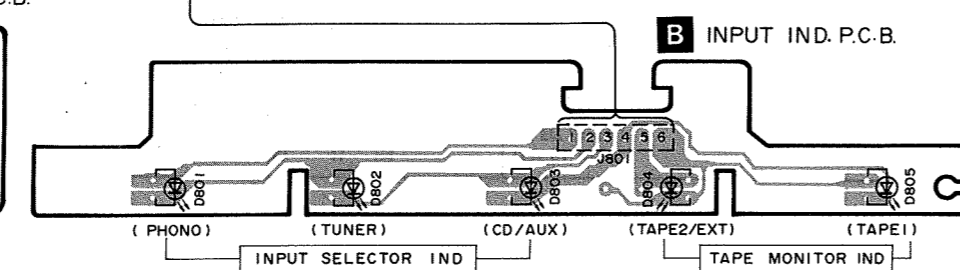 B INPUT IND. P.C.B.
1 2 3 4 5 6
J801
D801
D802
D803
D804
D805
( PHONO )
(TUNER)
(CD/AUX)
(TAPE2/EXT)
(TAPE1)
INPUT SELECTOR IND
TAPE MONITOR IND